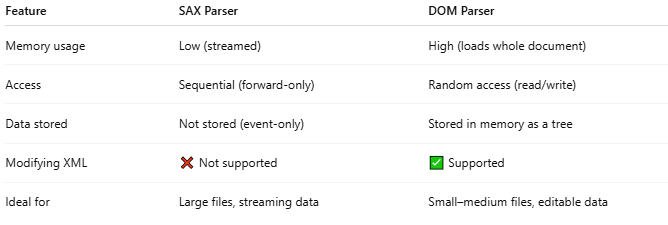 Feature SAX Parser DOM Parser
Memory usage Low (streamed) High (loads whole document)
Access Sequential (forward-only) Random access (read/write)
Data stored Not stored (event-only) Stored in memory as a tree
Modifying XML ❌ Not supported ✅ Supported
Ideal for Large files, streaming data Small–medium files, editable data